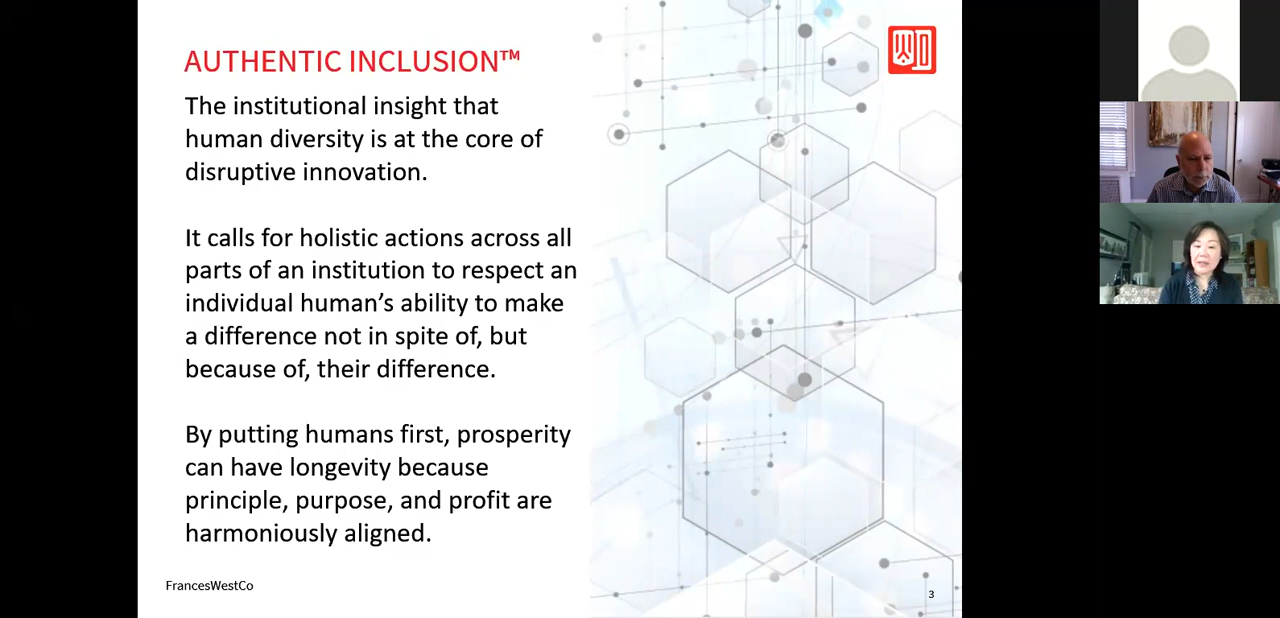 AUTHENTIC INCLUSION™
The institutional insight that
human diversity is at the core of
disruptive innovation.
It calls for holistic actions across all
parts of an institution to respect an
individual human’s ability to make
a difference not in spite of, but
because of, their difference.
By putting humans first, prosperity
can have longevity because
principle, purpose, and profit are
harmoniously aligned.
FrancesWestCo
3